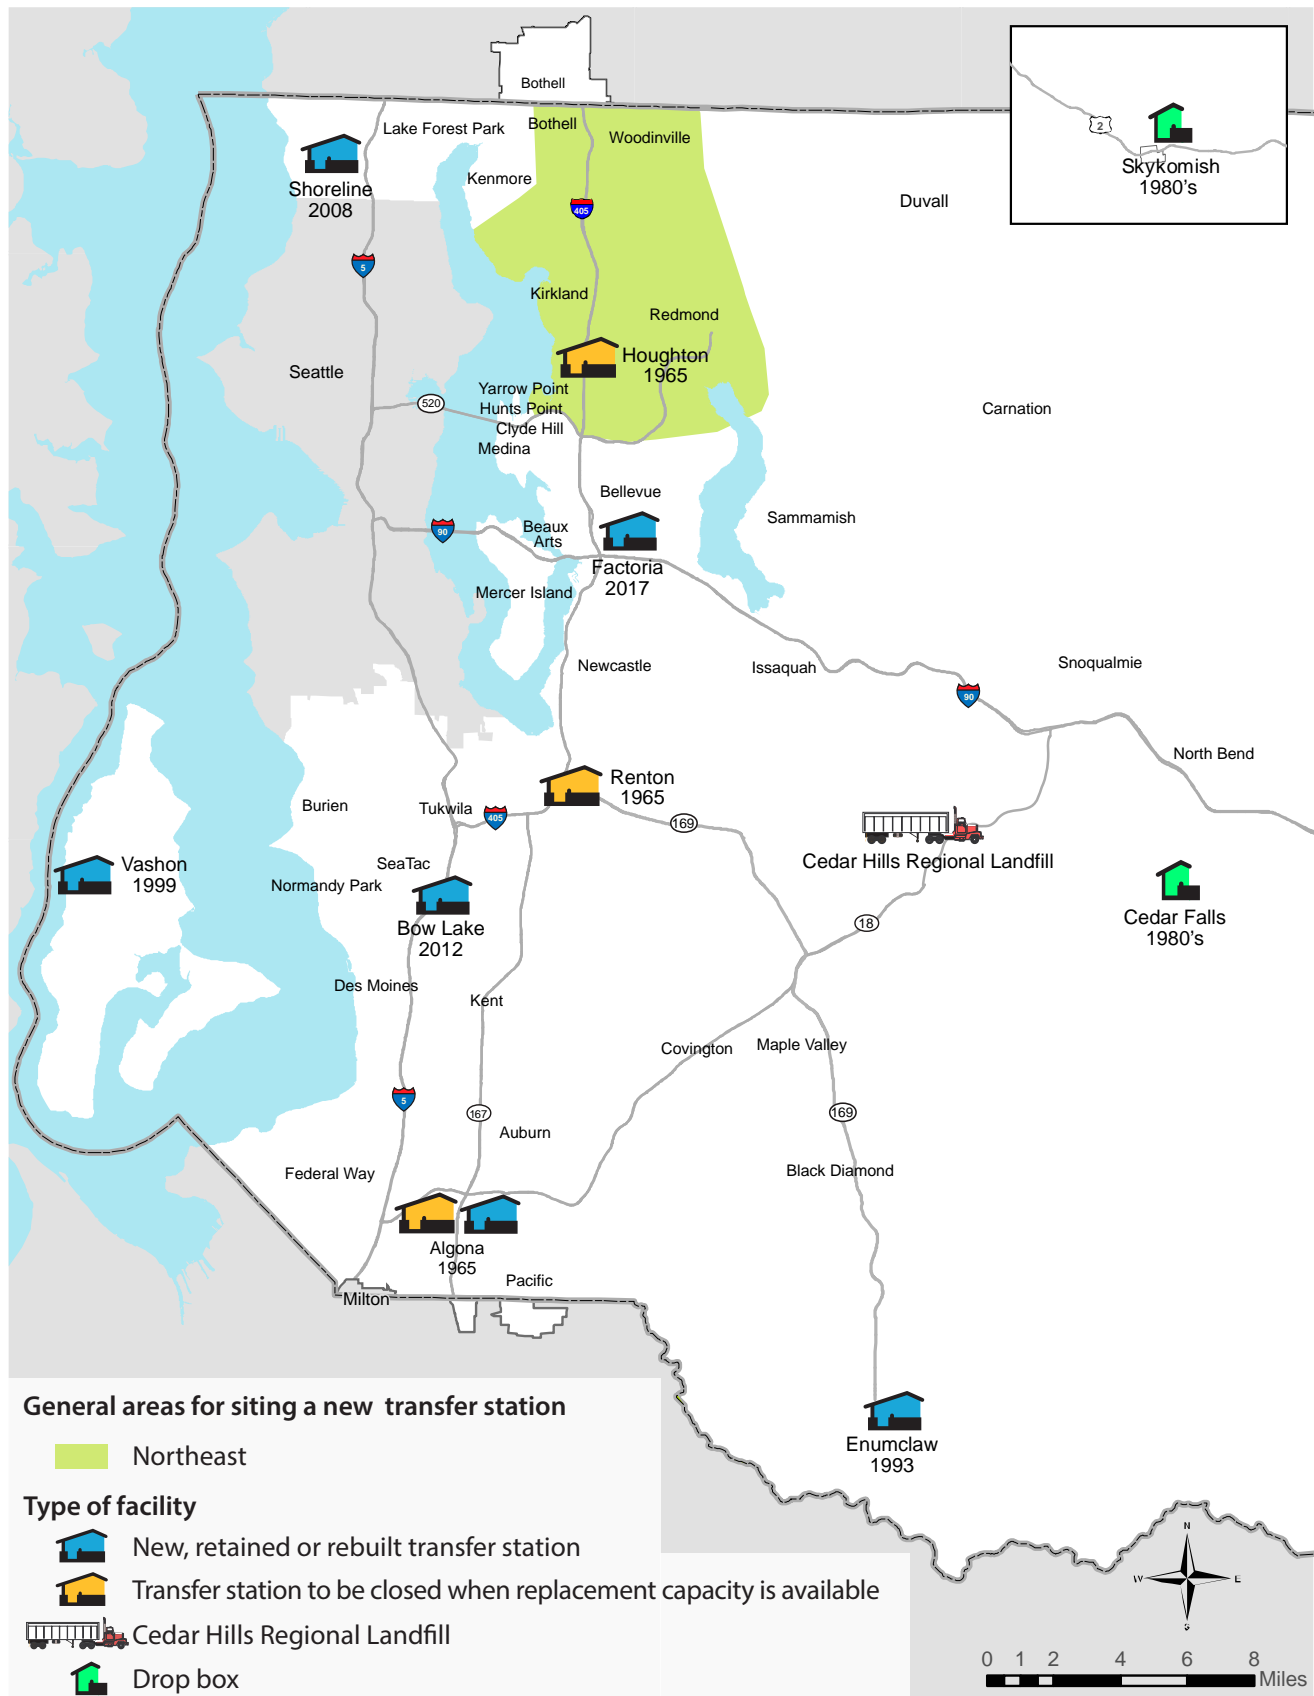 Bothell
Lake Forest Park
Bothell
Woodinville
2
Skykomish
1980's
Shoreline
2008
Kenmore
Duvall
405
5
Kirkland
Redmond
Houghton
1965
Seattle
Yarrow Point
Hunts Point
Clyde Hill
Medina
520
Carnation
Bellevue
90
Beaux
Arts
Sammamish
Factoria
2017
Mercer Island
Newcastle
Issaquah
Snoqualmie
90
North Bend
Renton
1965
Burien
Tukwila
405
169
SeaTac
Cedar Hills Regional Landfill
Vashon
1999
Normandy Park
Bow Lake
2012
18
Cedar Falls
1980's
Des Moines
Kent
Covington
Maple Valley
5
167
169
Auburn
Federal Way
Black Diamond
Algona
1965
Pacific
Milton
Enumclaw
1993
General areas for siting a new transfer station
Northeast
Type of facility
New, retained or rebuilt transfer station
Transfer station to be closed when replacement capacity is available
Cedar Hills Regional Landfill
Drop box
N
W
E
S
0 1 2 4 6 8
Miles